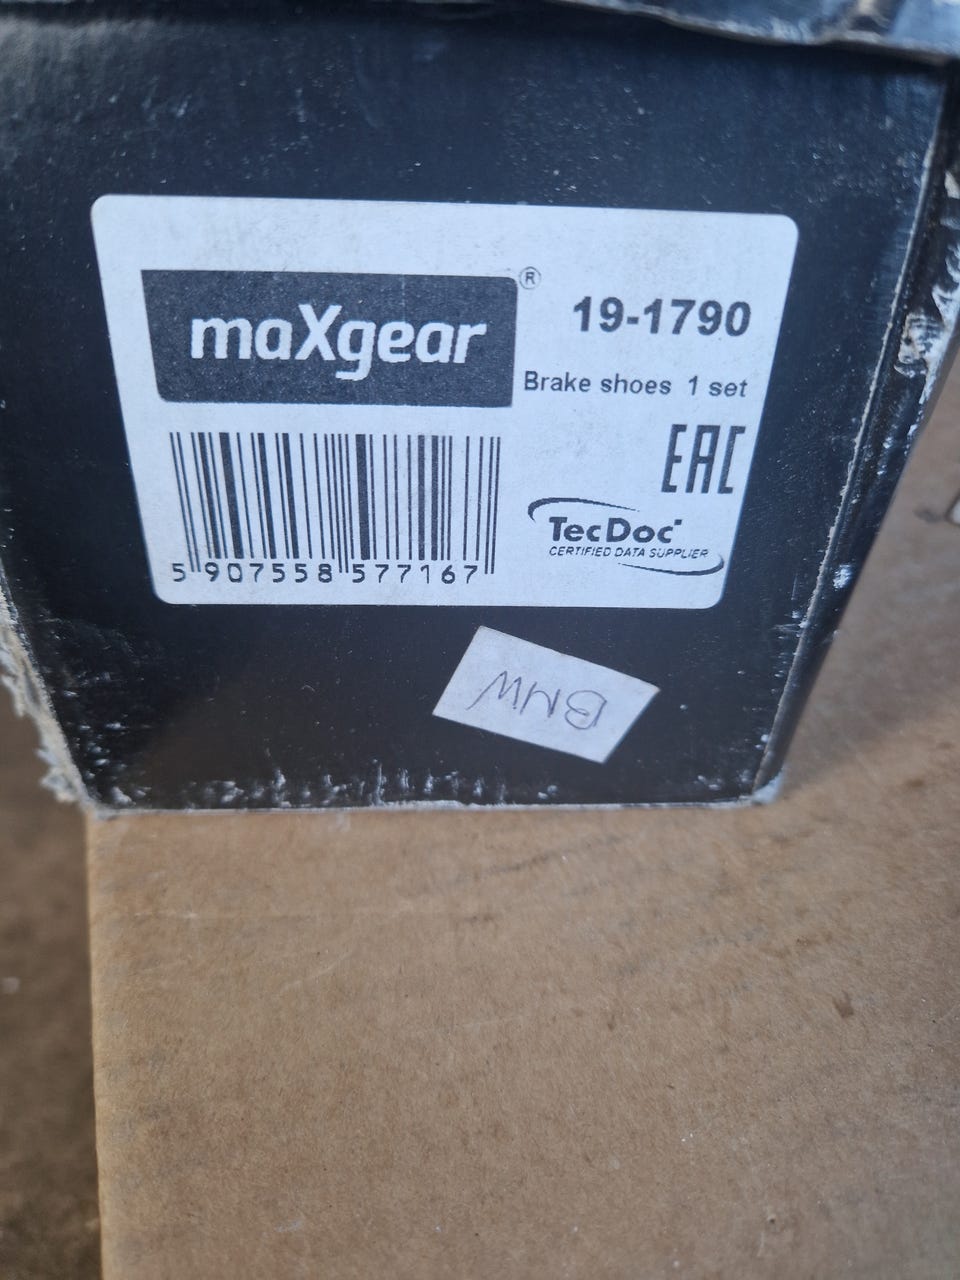 maXgear®
19-1790
Brake shoes 1 set
EAC
5 907558 577167
TecDoc
CERTIFIED DATA SUPPLIER
BMW